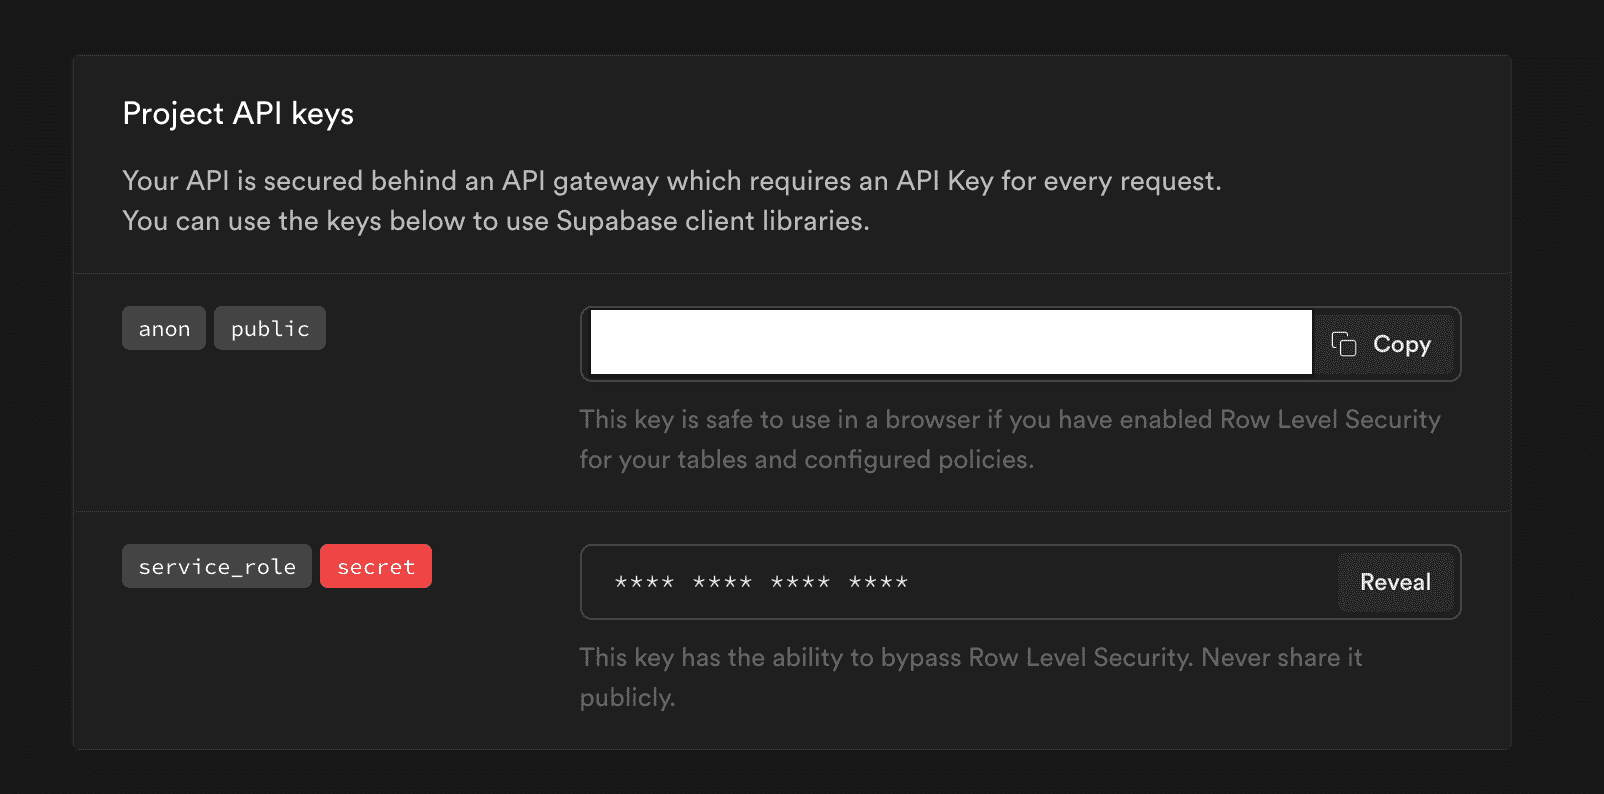 Project API keys
Your API is secured behind an API gateway which requires an API Key for every request.
You can use the keys below to use Supabase client libraries.
anon public
Copy
This key is safe to use in a browser if you have enabled Row Level Security
for your tables and configured policies.
service_role secret
**** **** **** ****
Reveal
This key has the ability to bypass Row Level Security. Never share it
publicly.